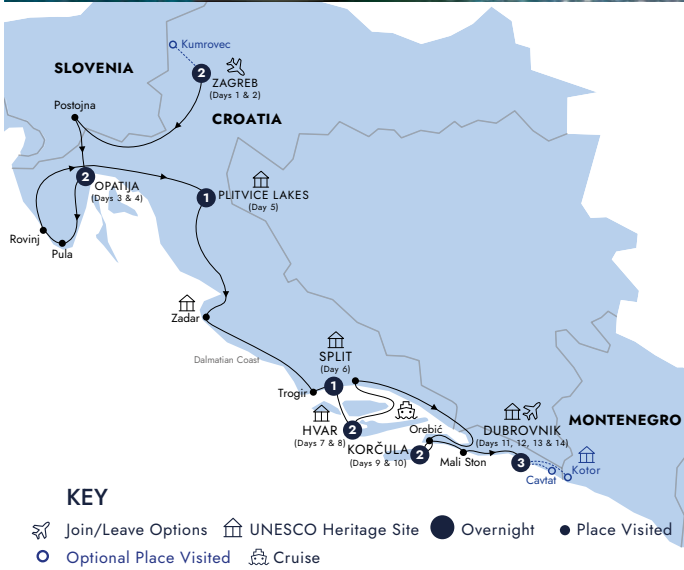 Kumrovec
SLOVENIA
2
ZAGREB
(Days 1 & 2)
Postojna
CROATIA
2
OPATIJA
(Days 3 & 4)
1
PLITVICE LAKES
(Day 5)
Rovinj
Pula
Zadar
Dalmatian Coast
SPLIT
(Day 6)
1
Trogir
HVAR
(Days 7 & 8)
2
Orebić
KORČULA
(Days 9 & 10)
2
Mali Ston
DUBROVNIK
(Days 11, 12, 13 & 14)
3
MONTENEGRO
Kotor
Cavtat
KEY
Join/Leave Options UNESCO Heritage Site Overnight Place Visited
Optional Place Visited Cruise